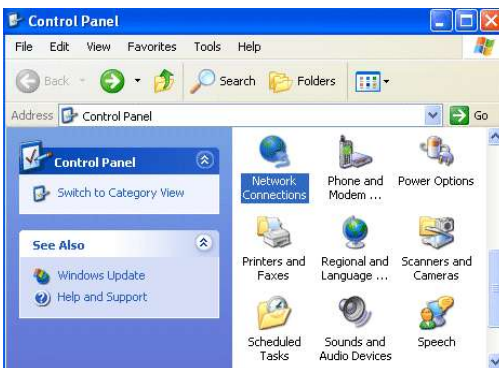 Control Panel
File Edit View Favorites Tools Help
Back Search Folders
Address Control Panel Go
Control Panel
Switch to Category View
See Also
Windows Update
Help and Support
Network
Connections
Phone and
Modem ...
Power Options
Printers and
Faxes
Regional and
Language ...
Scanners and
Cameras
Scheduled
Tasks
Sounds and
Audio Devices
Speech